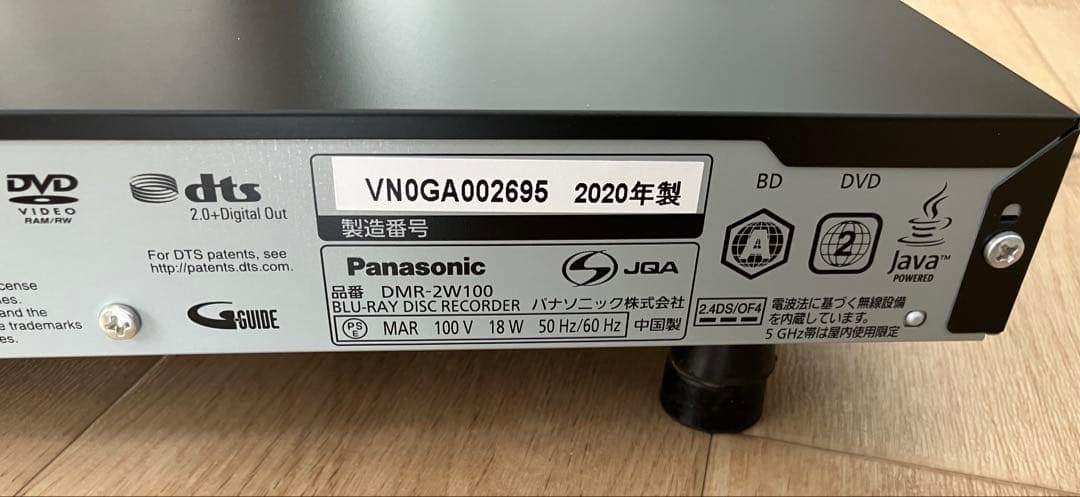 DVD
VIDEO
RAM/RW
dts
2.0+Digital Out
For DTS patents, see
http://patents.dts.com.
cense
es.
and the
e trademarks
es.
G-GUIDE
VN0GA002695 2020年製
製造番号
Panasonic
JQA
品番 DMR-2W100
BLU-RAY DISC RECORDER パナソニック株式会社
PSE MAR 100 V 18 W 50 Hz/60 Hz 中国製
BD
A
DVD
2
Java™
POWERED
2.4DS/OF4
電波法に基づく無線設備
を内蔵しています。
5 GHz帯は屋内使用限定